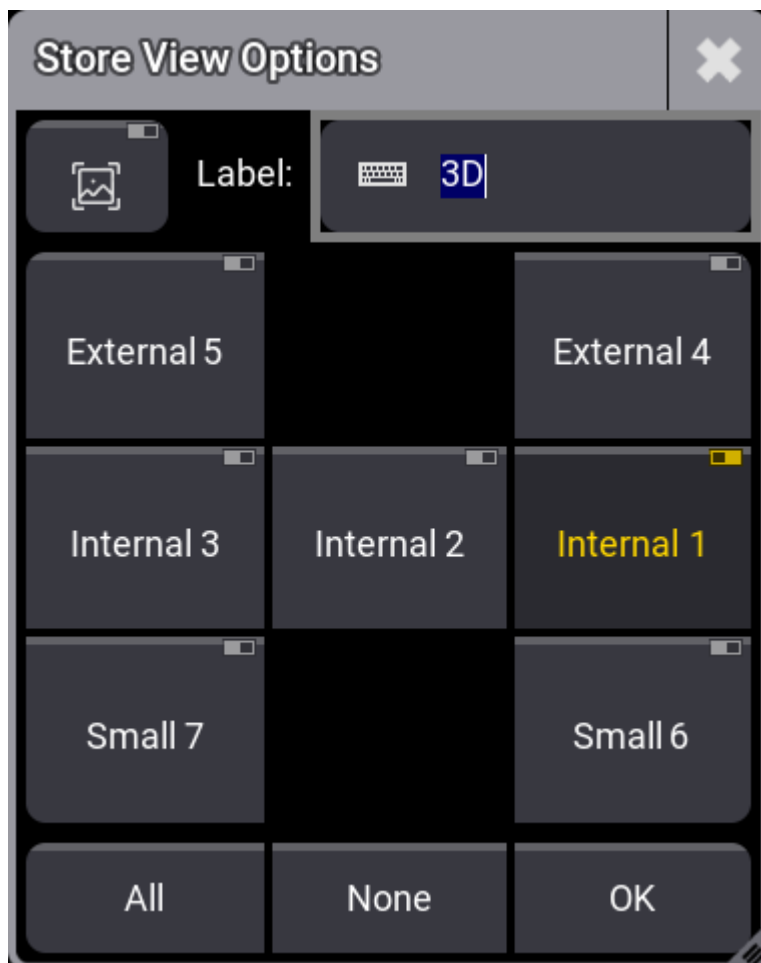 Store View Options
Label: 3D
External 5 External 4
Internal 3 Internal 2 Internal 1
Small 7 Small 6
All None OK